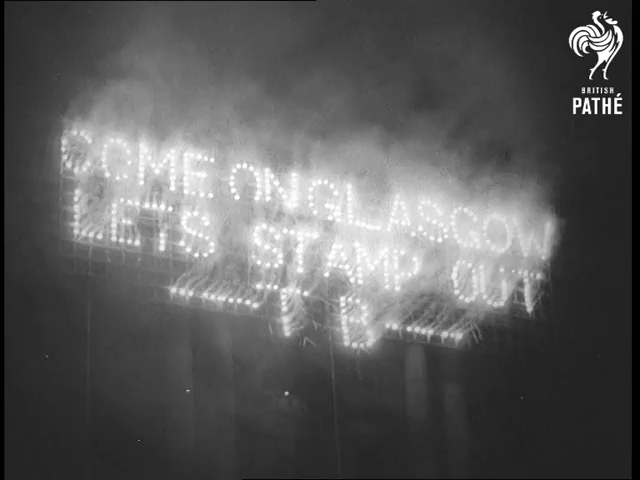 COME ON GLASGOW
LET'S STAMP OUT
T.B.
BRITISH
PATHÉ